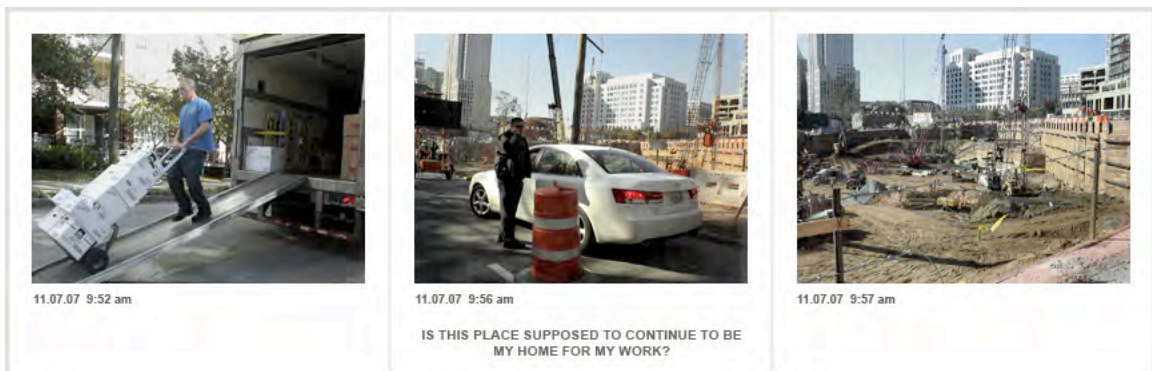 11.07.07 9:52 am
11.07.07 9:56 am
11.07.07 9:57 am
IS THIS PLACE SUPPOSED TO CONTINUE TO BE
MY HOME FOR MY WORK?